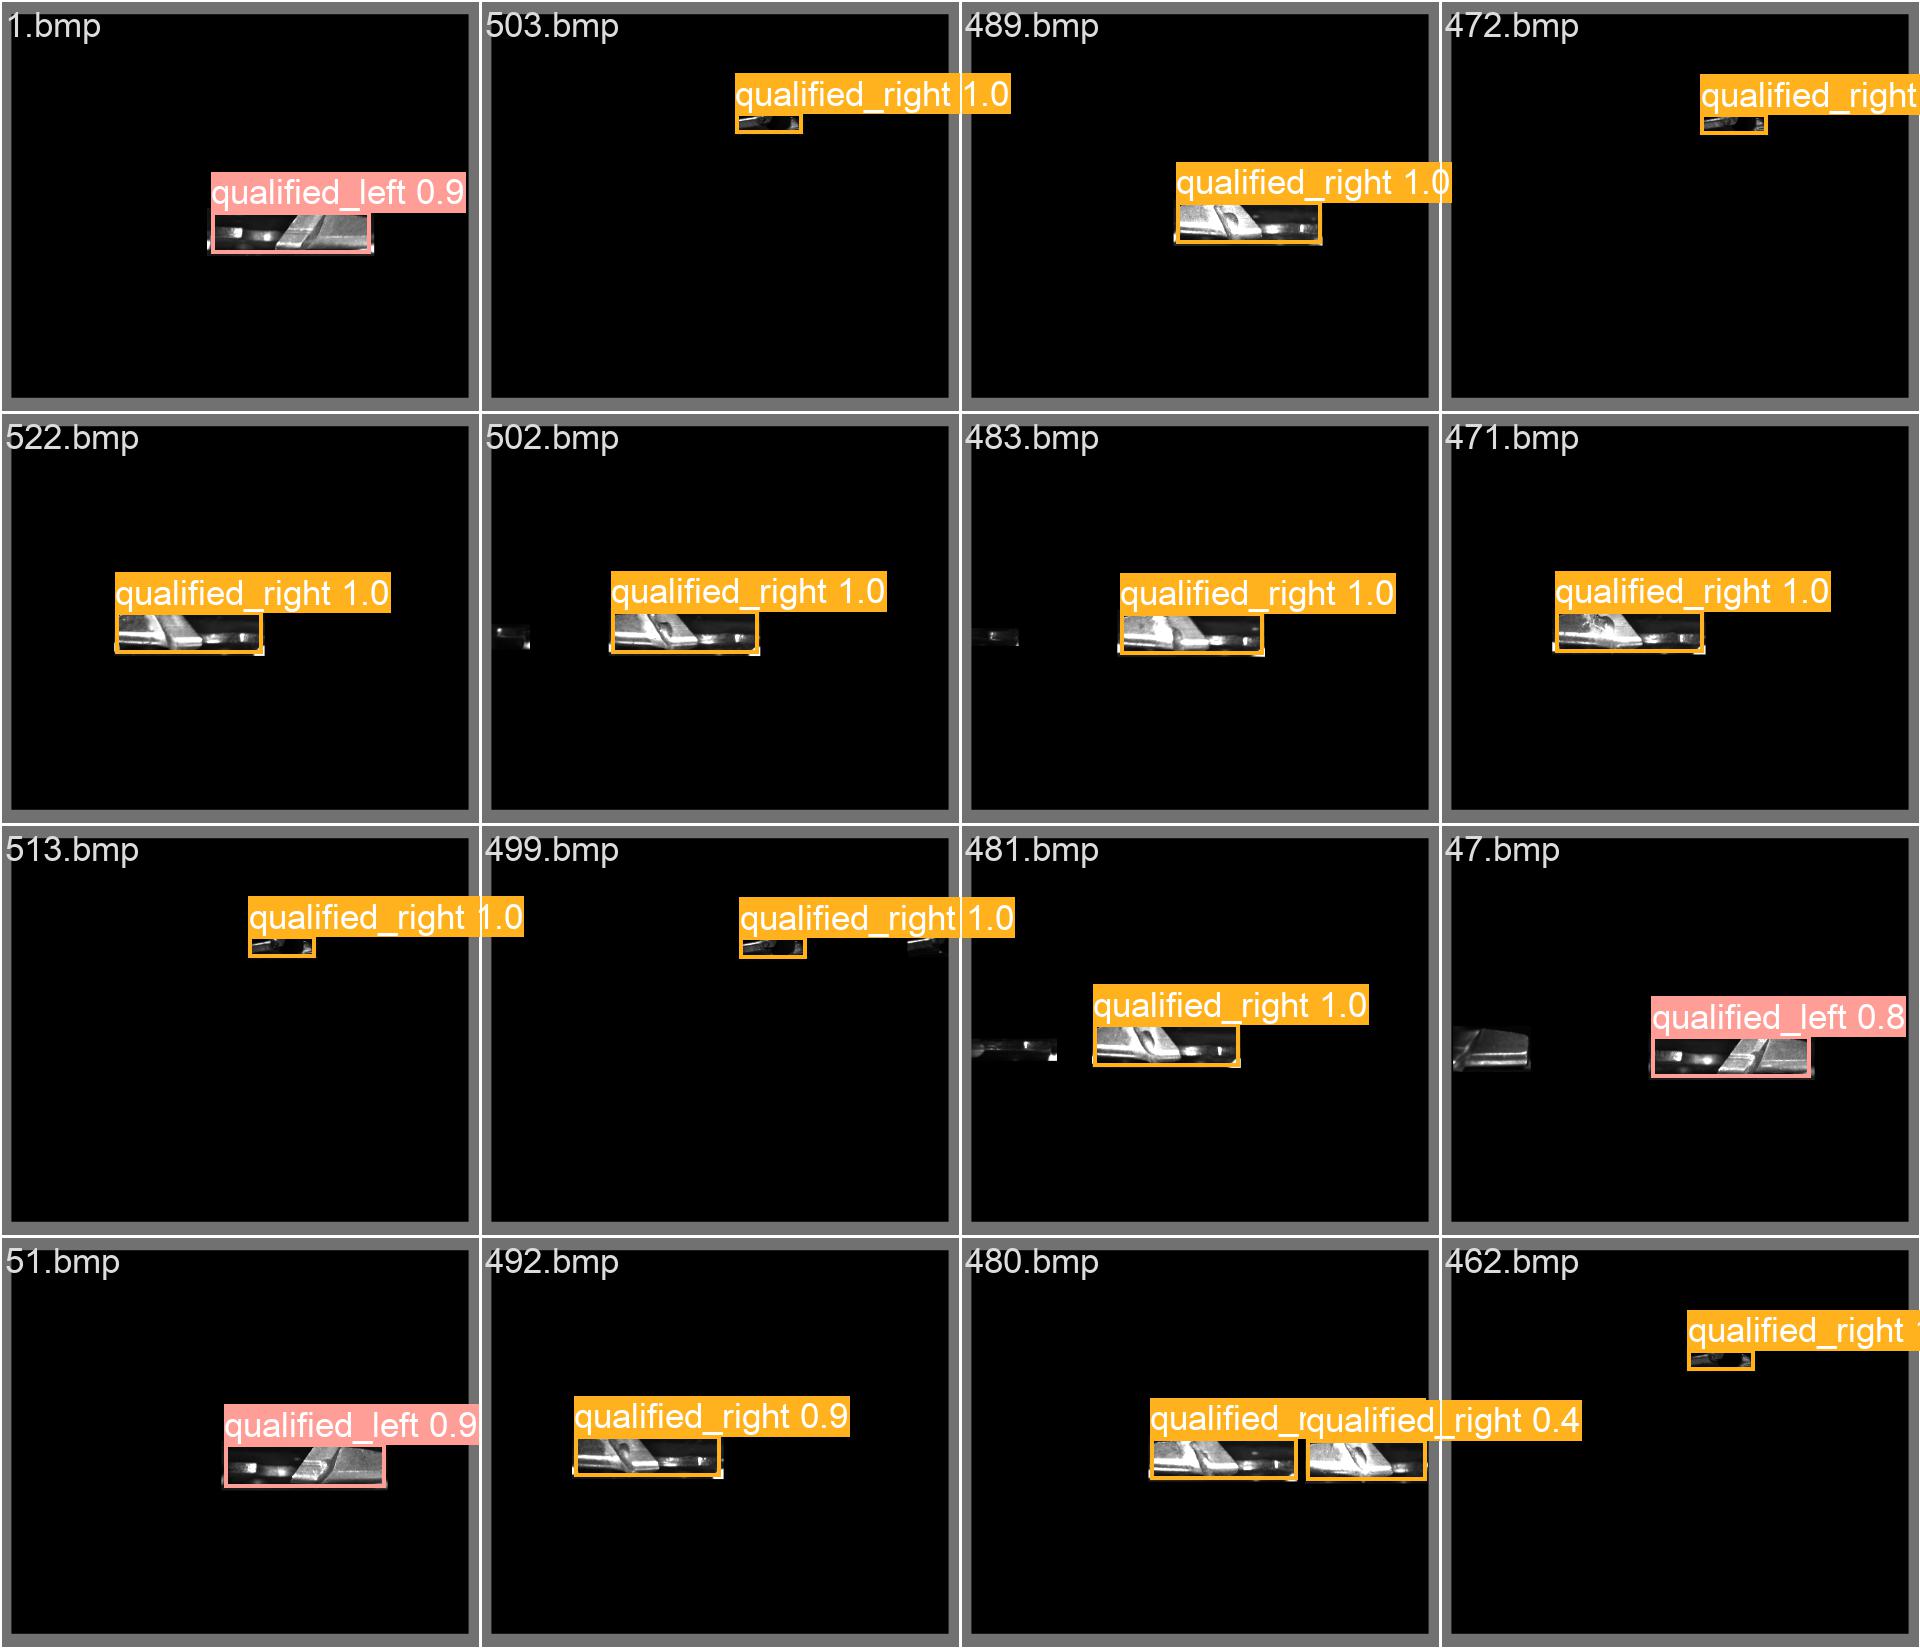 1.bmp
503.bmp
489.bmp
472.bmp
qualified_right 1.0
qualified_right
qualified_right 1.0
qualified_left 0.9
522.bmp
502.bmp
483.bmp
471.bmp
qualified_right 1.0
qualified_right 1.0
qualified_right 1.0
qualified_right 1.0
513.bmp
499.bmp
481.bmp
47.bmp
qualified_right 1.0
qualified_right 1.0
qualified_right 1.0
qualified_left 0.8
51.bmp
492.bmp
480.bmp
462.bmp
qualified_right
qualified_left 0.9
qualified_right 0.9
qualified_
qualified_right 0.4